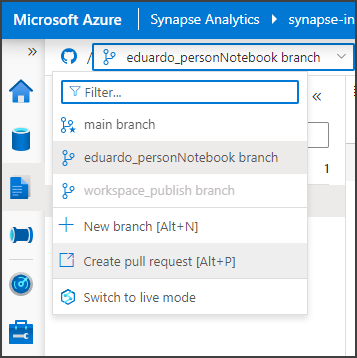 Microsoft Azure Synapse Analytics synapse-in
/ eduardo_personNotebook branch
Filter...
main branch
eduardo_personNotebook branch
1
workspace_publish branch
New branch [Alt+N]
Create pull request [Alt+P]
Switch to live mode